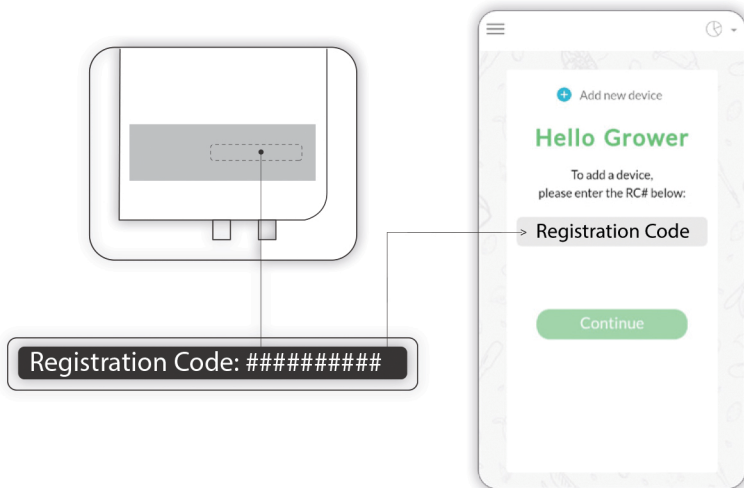 Add new device
Hello Grower
To add a device,
please enter the RC# below:
> Registration Code
Continue
Registration Code: ##########